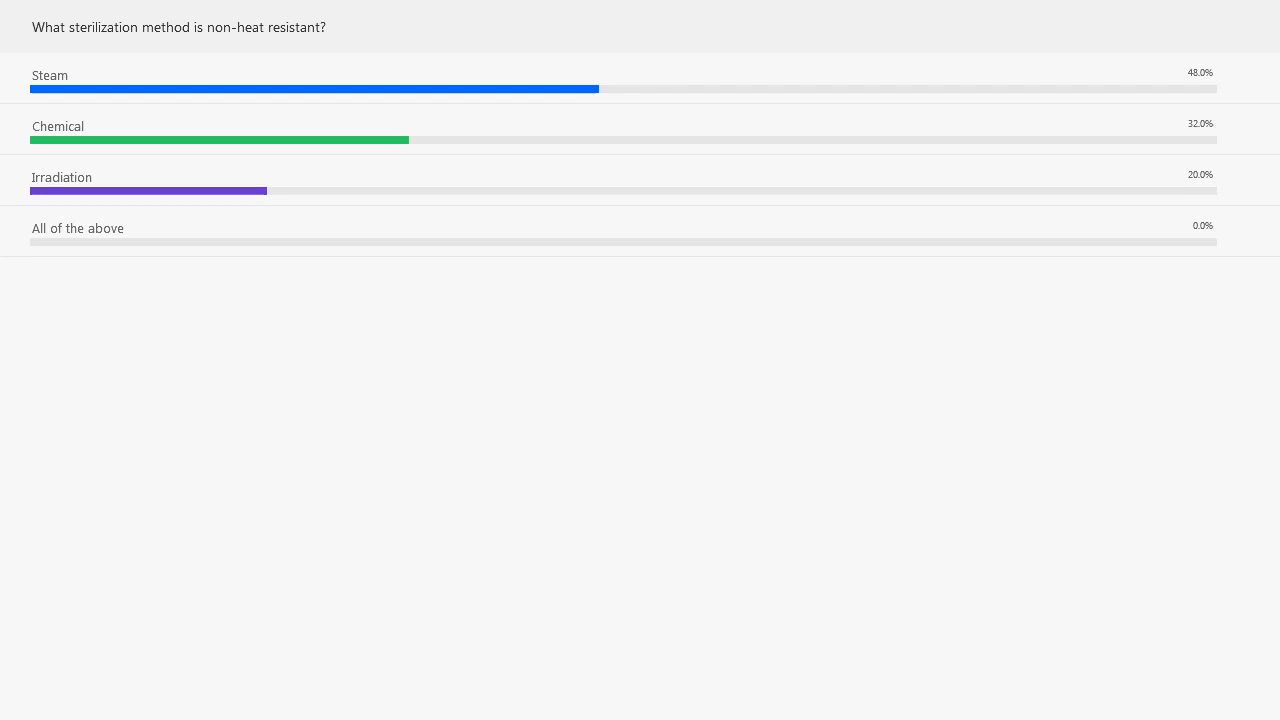 What sterilization method is non-heat resistant?
Steam
48.0%
Chemical
32.0%
Irradiation
20.0%
All of the above
0.0%